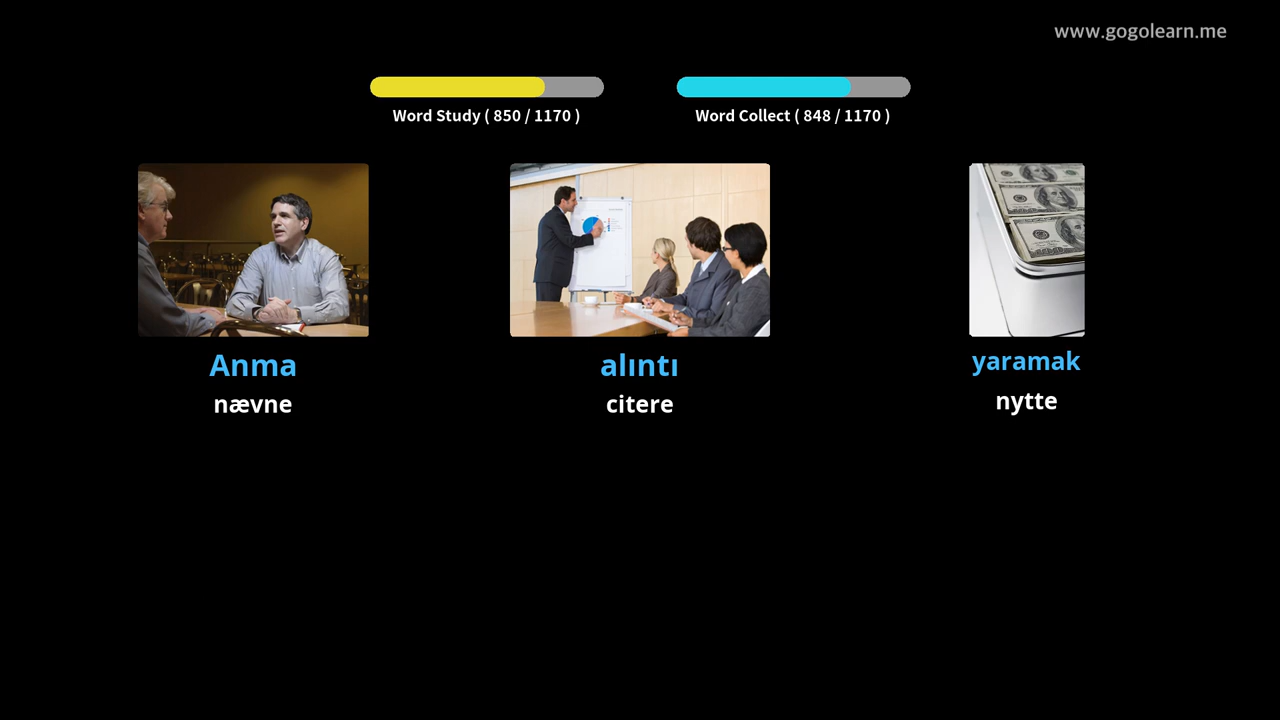 www.gogolearn.me
Word Study ( 850 / 1170 )
Word Collect ( 848 / 1170 )
Anma
nævne
alıntı
citere
yaramak
nytte